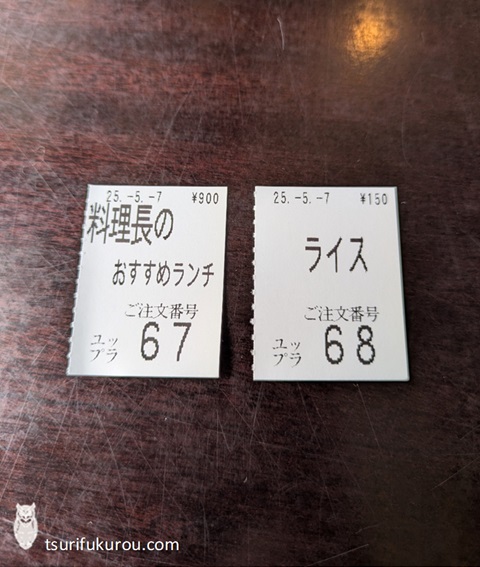 25.-5.-7 ¥900
料理長の
おすすめランチ
ご注文番号
ユッ
プラ 67
25.-5.-7 ¥150
ライス
ご注文番号
ユッ
プラ 68
tsurifukurou.com